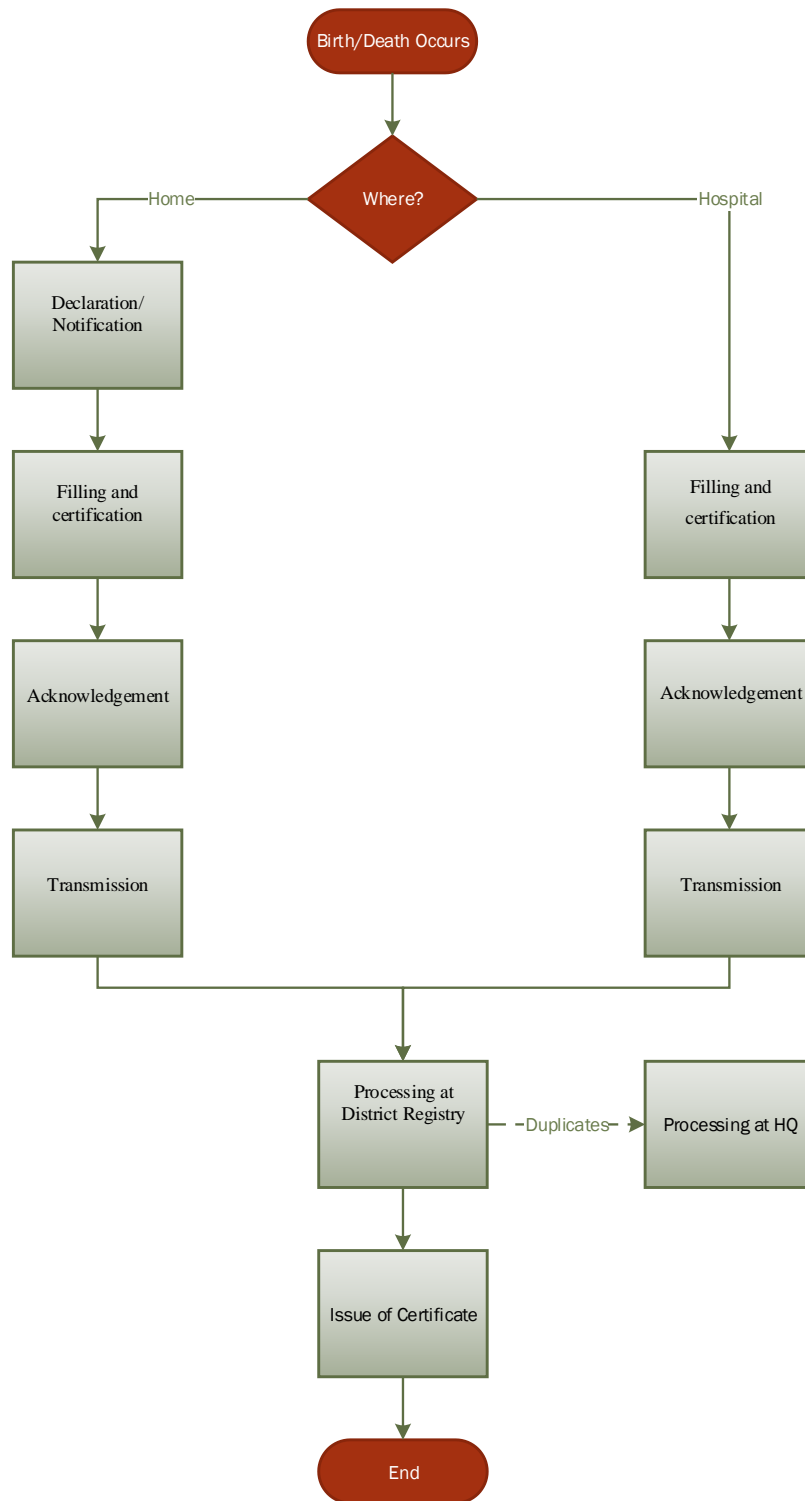 Birth/Death Occurs
Where?
Home
Hospital
Declaration/
Notification
Filling and
certification
Filling and
certification
Acknowledgement
Acknowledgement
Transmission
Transmission
Processing at
District Registry
Duplicates
Processing at HQ
Issue of Certificate
End